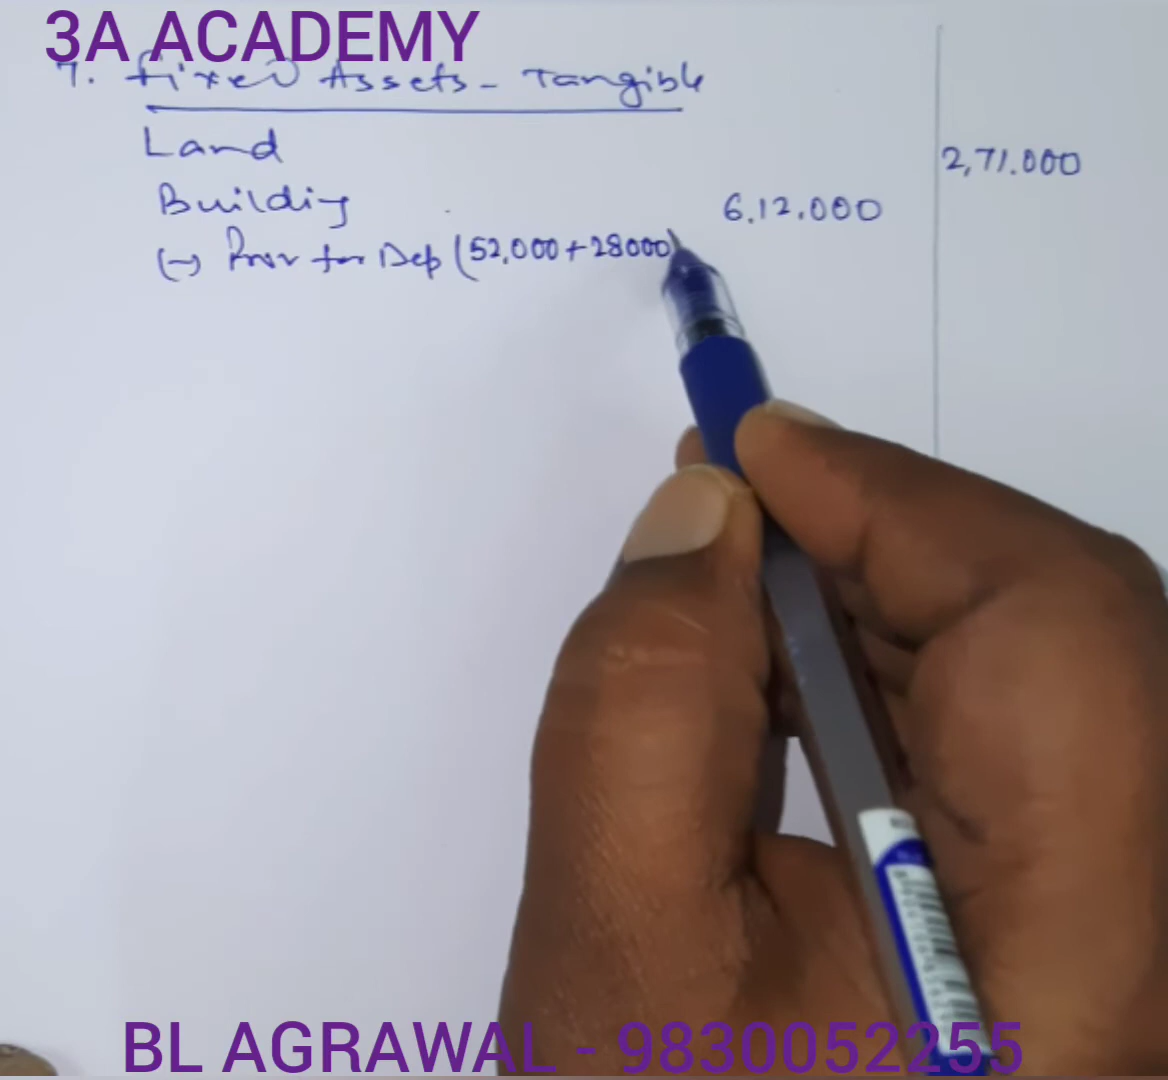 3A ACADEMY
7. Fixed Assets - Tangible
Land 2,71.000
Building 6.12.000
(-) Prov for Dep (52,000+28000)
BL AGRAWAL - 9830052255